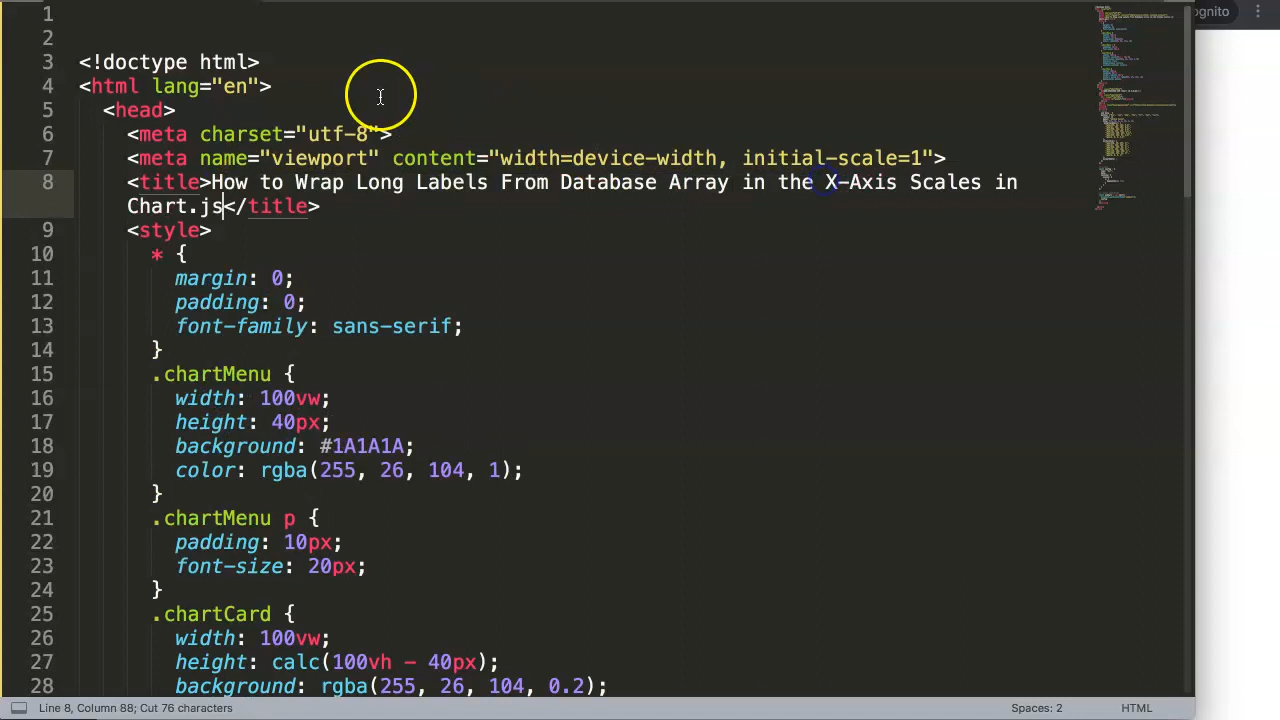 gnito
1
2
3 <!doctype html>
4 <html lang="en">
5 <head>
6 <meta charset="utf-8">
7 <meta name="viewport" content="width=device-width, initial-scale=1">
8 <title>How to Wrap Long Labels From Database Array in the X-Axis Scales in
Chart.js</title>
9 <style>
10 * {
11 margin: 0;
12 padding: 0;
13 font-family: sans-serif;
14 }
15 .chartMenu {
16 width: 100vw;
17 height: 40px;
18 background: #1A1A1A;
19 color: rgba(255, 26, 104, 1);
20 }
21 .chartMenu p {
22 padding: 10px;
23 font-size: 20px;
24 }
25 .chartCard {
26 width: 100vw;
27 height: calc(100vh - 40px);
28 background: rgba(255, 26, 104, 0.2);
Line 8, Column 88; Cut 76 characters
Spaces: 2
HTML